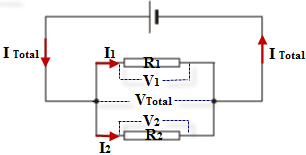 I Total
I1
R1
V1
I Total
VTotal
V2
R2
I2